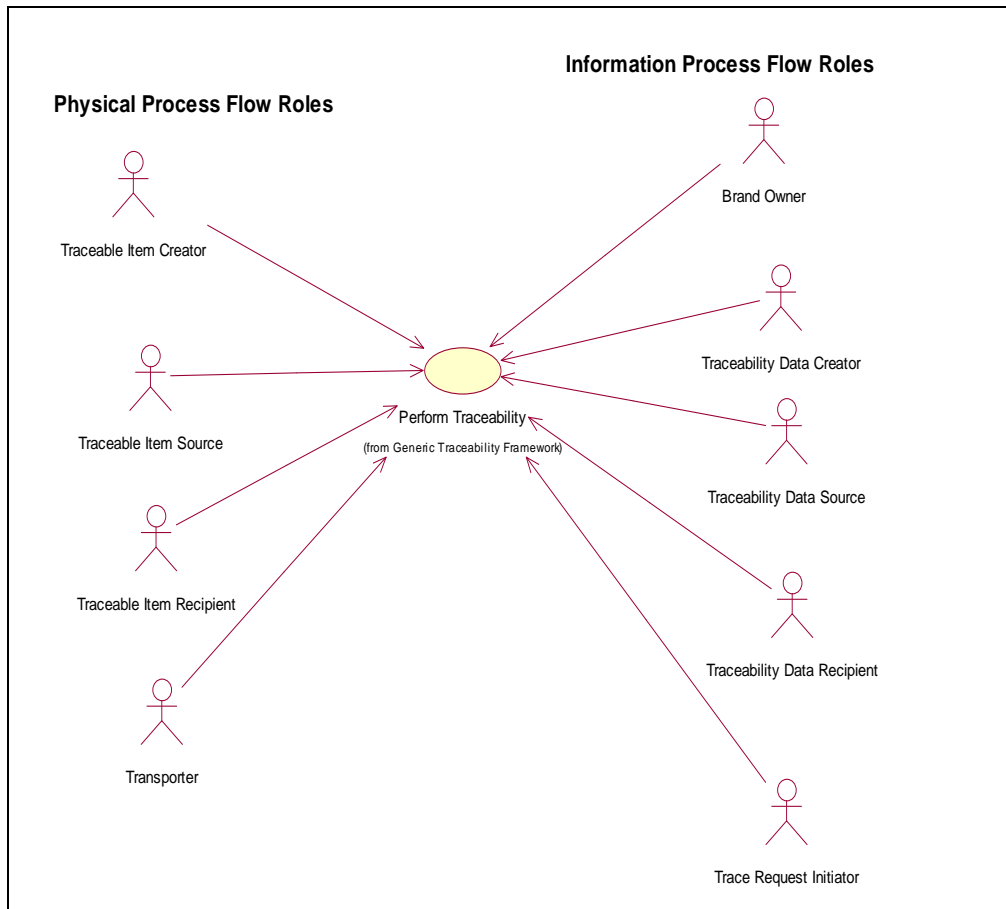 Information Process Flow Roles
Physical Process Flow Roles
Brand Owner
Traceable Item Creator
Traceability Data Creator
Traceable Item Source
Perform Traceability
(from Generic Traceability Framework)
Traceability Data Source
Traceable Item Recipient
Traceability Data Recipient
Transporter
Trace Request Initiator